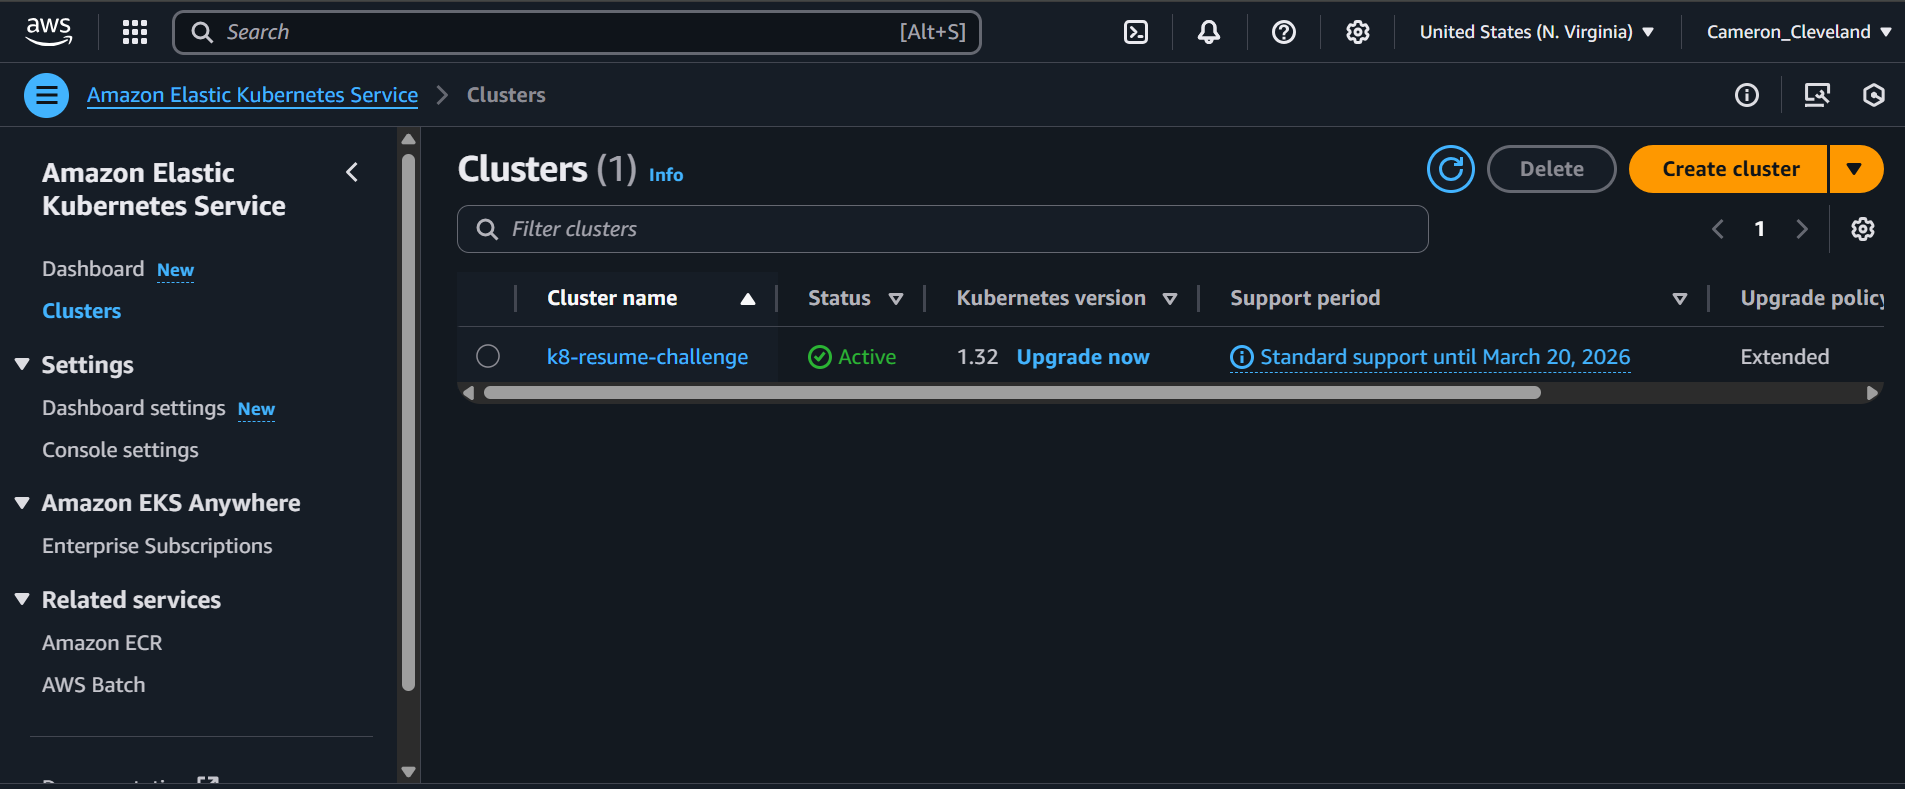 aws
Search [Alt+S]
United States (N. Virginia)
Cameron_Cleveland
Amazon Elastic Kubernetes Service
Clusters
Amazon Elastic
Kubernetes Service
Dashboard New
Clusters
Settings
Dashboard settings New
Console settings
Amazon EKS Anywhere
Enterprise Subscriptions
Related services
Amazon ECR
AWS Batch
Clusters (1) Info
Delete
Create cluster
Filter clusters
1
Cluster name Status Kubernetes version Support period Upgrade policy
k8-resume-challenge Active 1.32 Upgrade now Standard support until March 20, 2026 Extended